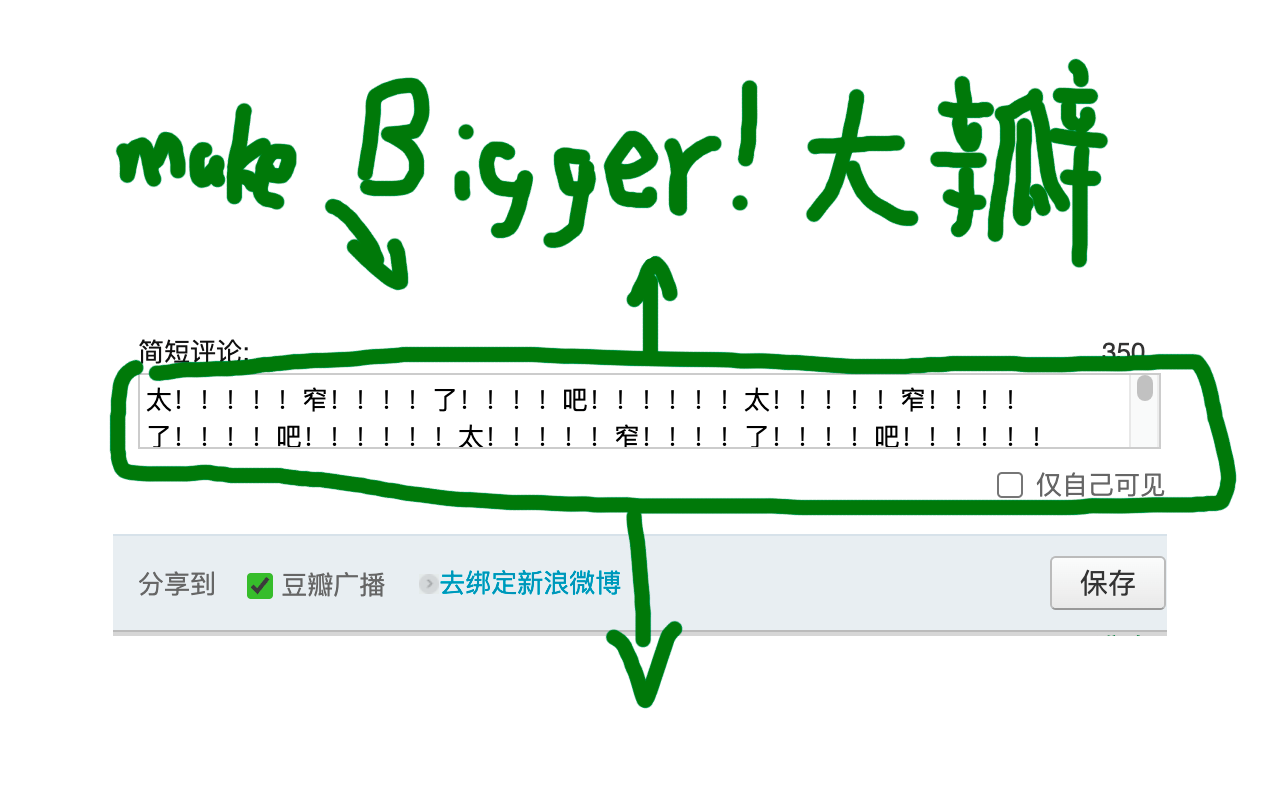 make Bigger! 大瓣
简短评论: 350
太！！！！！窄！！！！了！！！！吧！！！！！！太！！！！！窄！！！！
了！！！！吧！！！！！！太！！！！！窄！！！！了！！！！吧！！！！！！
仅自己可见
分享到 豆瓣广播 去绑定新浪微博 保存